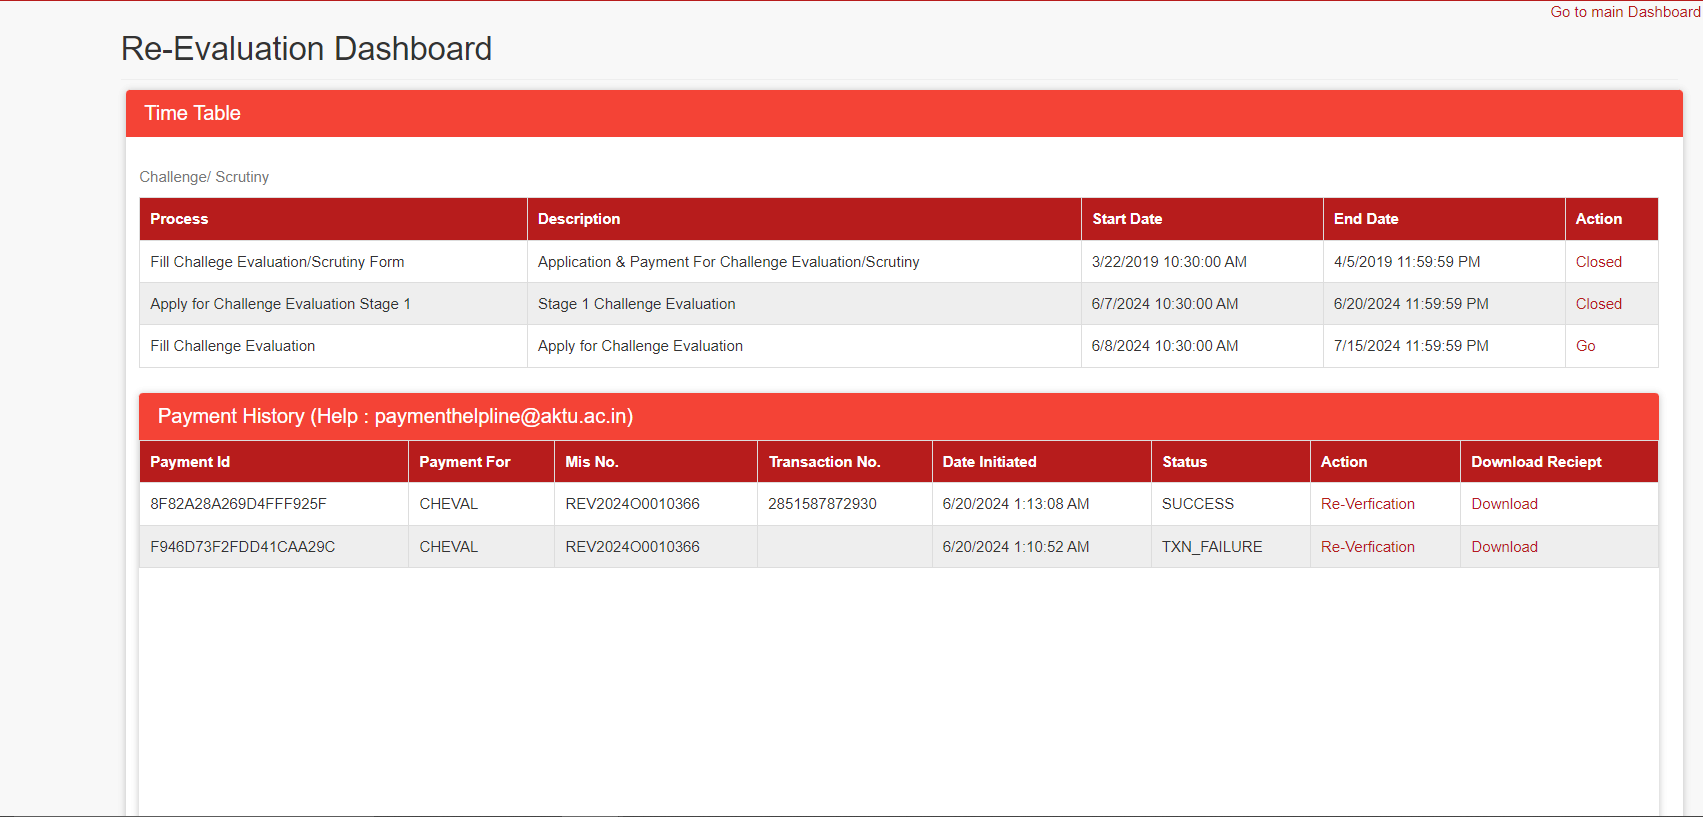 Go to main Dashboard
Re-Evaluation Dashboard
Time Table
Challenge/ Scrutiny
Process Description Start Date End Date Action
Fill Challege Evaluation/Scrutiny Form Application & Payment For Challenge Evaluation/Scrutiny 3/22/2019 10:30:00 AM 4/5/2019 11:59:59 PM Closed
Apply for Challenge Evaluation Stage 1 Stage 1 Challenge Evaluation 6/7/2024 10:30:00 AM 6/20/2024 11:59:59 PM Closed
Fill Challenge Evaluation Apply for Challenge Evaluation 6/8/2024 10:30:00 AM 7/15/2024 11:59:59 PM Go
Payment History (Help : paymenthelpline@aktu.ac.in)
Payment Id Payment For Mis No. Transaction No. Date Initiated Status Action Download Reciept
8F82A28A269D4FFF925F CHEVAL REV2024O0010366 2851587872930 6/20/2024 1:13:08 AM SUCCESS Re-Verfication Download
F946D73F2FDD41CAA29C CHEVAL REV2024O0010366 6/20/2024 1:10:52 AM TXN_FAILURE Re-Verfication Download